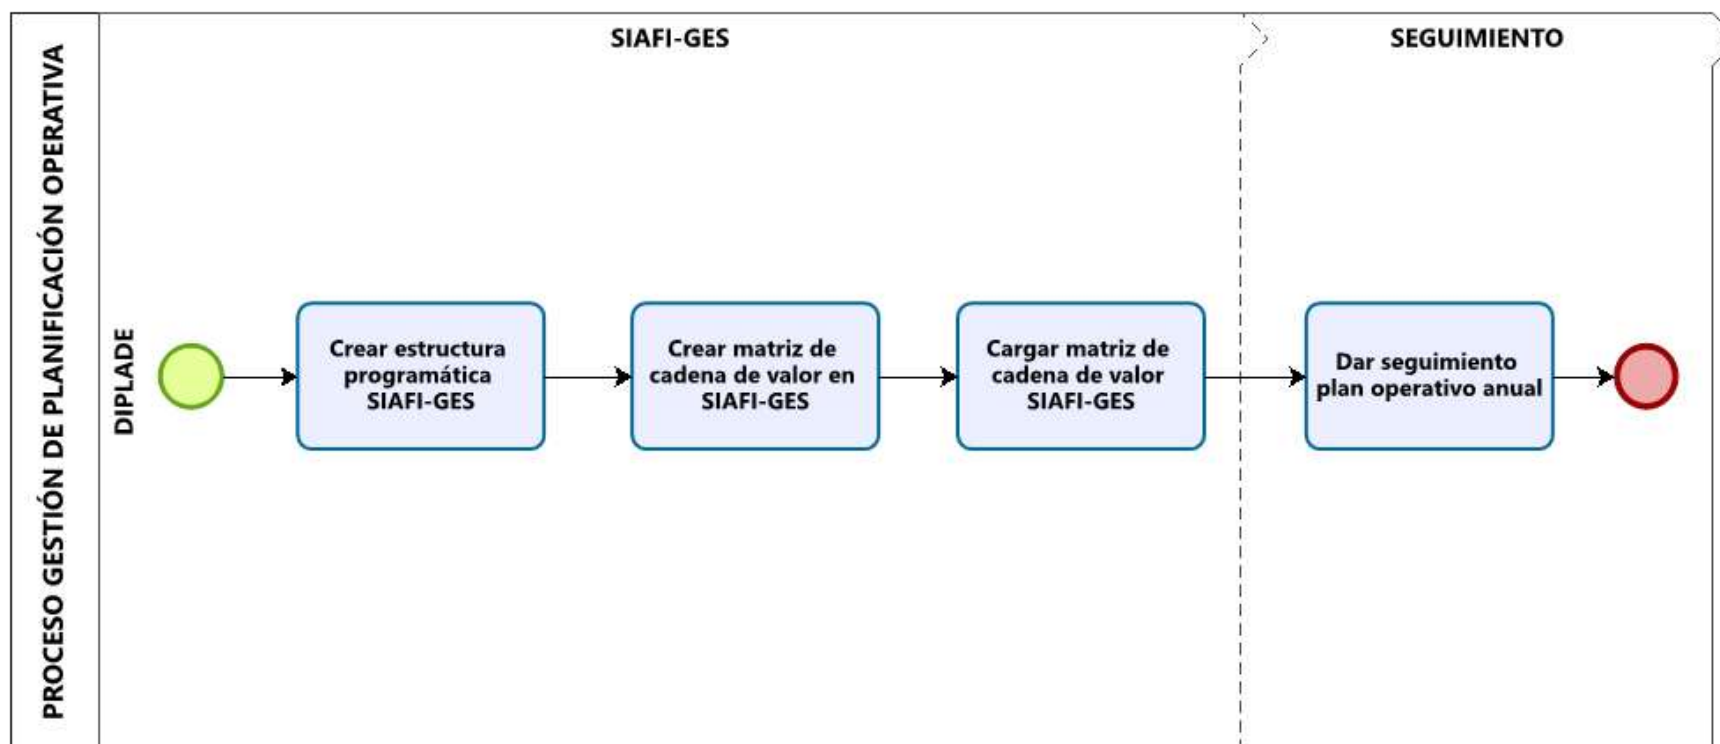 PROCESO GESTIÓN DE PLANIFICACIÓN OPERATIVA
SIAFI-GES
SEGUIMIENTO
DIPLADE
Crear estructura
programática
SIAFI-GES
Crear matriz de
cadena de valor en
SIAFI-GES
Cargar matriz de
cadena de valor
SIAFI-GES
Dar seguimiento
plan operativo anual